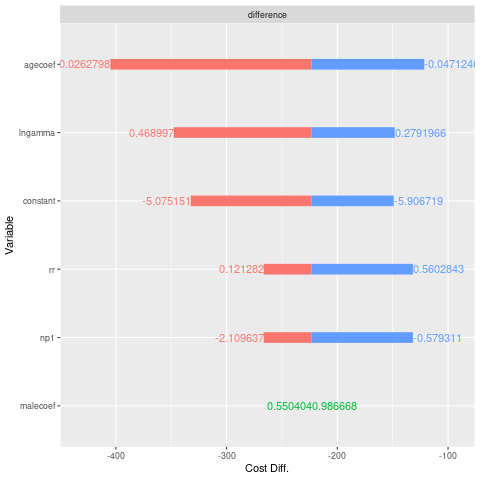 difference
agecoef 0.0262798 -0.0471246
lngamma 0.468997 0.2791966
constant -5.075151 -5.906719
rr 0.121282 0.5602843
np1 -2.109637 -0.579311
malecoef 0.5504040.986668
-400 -300 -200 -100
Cost Diff.
Variable